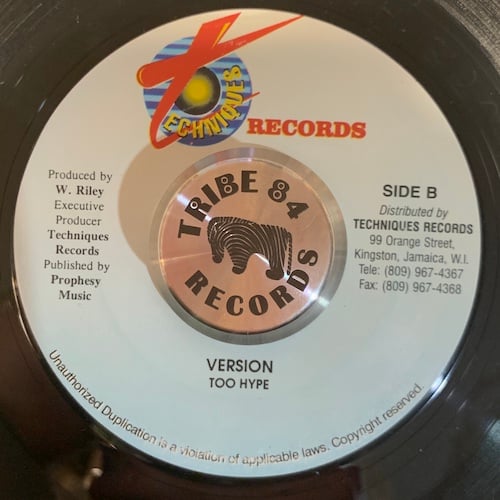 TECHNIQUES
RECORDS
Produced by
W. Riley
Executive
Producer
Techniques
Records
Published by
Prophesy
Music
TRIBE 84
RECORDS
SIDE B
Distributed by
TECHNIQUES RECORDS
99 Orange Street,
Kingston, Jamaica, W.I.
Tele: (809) 967-4367
Fax: (809) 967-4368
VERSION
TOO HYPE
Unauthorized Duplication is a violation of applicable laws. Copyright reserved.